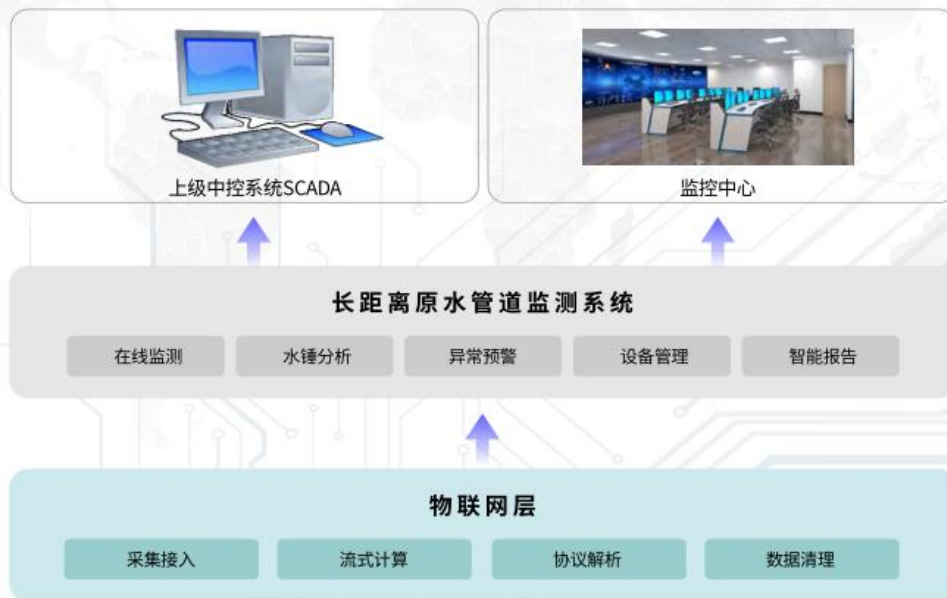 上级中控系统SCADA
监控中心
长距离原水管道监测系统
在线监测
水锤分析
异常预警
设备管理
智能报告
物联网层
采集接入
流式计算
协议解析
数据清理